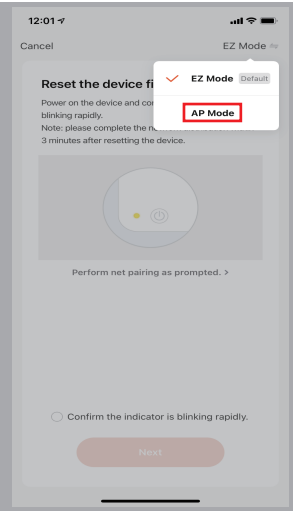 12:01
Cancel
EZ Mode
EZ Mode Default
AP Mode
Reset the device fi
Power on the device and con
blinking rapidly.
Note: please complete the n
3 minutes after resetting the device.
Perform net pairing as prompted. >
Confirm the indicator is blinking rapidly.
Next